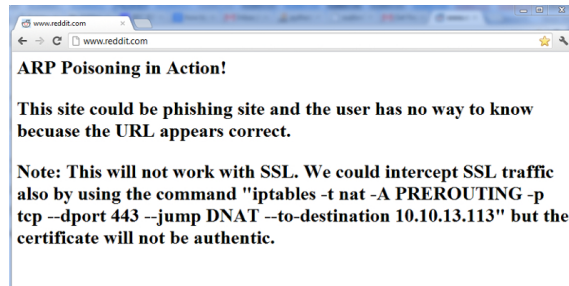 www.reddit.com
www.reddit.com
ARP Poisoning in Action!
This site could be phishing site and the user has no way to know
becuase the URL appears correct.
Note: This will not work with SSL. We could intercept SSL traffic
also by using the command "iptables -t nat -A PREROUTING -p
tcp --dport 443 --jump DNAT --to-destination 10.10.13.113" but the
certificate will not be authentic.